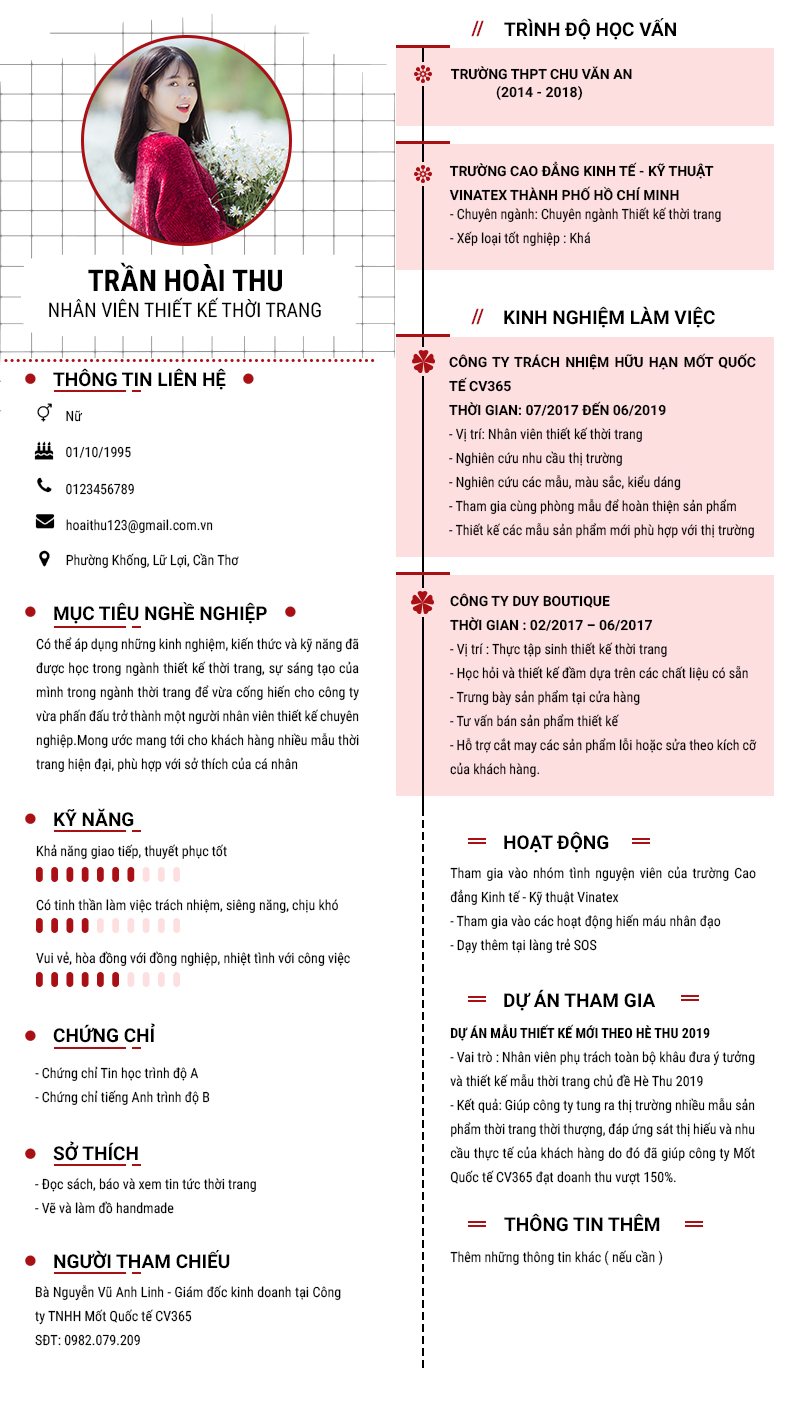 TRẦN HOÀI THU
NHÂN VIÊN THIẾT KẾ THỜI TRANG
THÔNG TIN LIÊN HỆ
Nữ
01/10/1995
0123456789
hoaithu123@gmail.com.vn
Phường Khống, Lữ Lợi, Cần Thơ
MỤC TIÊU NGHỀ NGHIỆP
Có thể áp dụng những kinh nghiệm, kiến thức và kỹ năng đã
được học trong ngành thiết kế thời trang, sự sáng tạo của
mình trong ngành thời trang để vừa cống hiến cho công ty
vừa phấn đấu trở thành một người nhân viên thiết kế chuyên
nghiệp.Mong ước mang tới cho khách hàng nhiều mẫu thời
trang hiện đại, phù hợp với sở thích của cá nhân
KỸ NĂNG
Khả năng giao tiếp, thuyết phục tốt
Có tinh thần làm việc trách nhiệm, siêng năng, chịu khó
Vui vẻ, hòa đồng với đồng nghiệp, nhiệt tình với công việc
CHỨNG CHỈ
- Chứng chỉ Tin học trình độ A
- Chứng chỉ tiếng Anh trình độ B
SỞ THÍCH
- Đọc sách, báo và xem tin tức thời trang
- Vẽ và làm đồ handmade
NGƯỜI THAM CHIẾU
Bà Nguyễn Vũ Anh Linh - Giám đốc kinh doanh tại Công
ty TNHH Mốt Quốc tế CV365
SĐT: 0982.079.209
// TRÌNH ĐỘ HỌC VẤN
TRƯỜNG THPT CHU VĂN AN
(2014 - 2018)
TRƯỜNG CAO ĐẲNG KINH TẾ - KỸ THUẬT
VINATEX THÀNH PHỐ HỒ CHÍ MINH
- Chuyên ngành: Chuyên ngành Thiết kế thời trang
- Xếp loại tốt nghiệp : Khá
// KINH NGHIỆM LÀM VIỆC
CÔNG TY TRÁCH NHIỆM HỮU HẠN MỐT QUỐC
TẾ CV365
THỜI GIAN: 07/2017 ĐẾN 06/2019
- Vị trí: Nhân viên thiết kế thời trang
- Nghiên cứu nhu cầu thị trường
- Nghiên cứu các mẫu, màu sắc, kiểu dáng
- Tham gia cùng phòng mẫu để hoàn thiện sản phẩm
- Thiết kế các mẫu sản phẩm mới phù hợp với thị trường
CÔNG TY DUY BOUTIQUE
THỜI GIAN : 02/2017 – 06/2017
- Vị trí : Thực tập sinh thiết kế thời trang
- Học hỏi và thiết kế đầm dựa trên các chất liệu có sẵn
- Trưng bày sản phẩm tại cửa hàng
- Tư vấn bán sản phẩm thiết kế
- Hỗ trợ cắt may các sản phẩm lỗi hoặc sửa theo kích cỡ
của khách hàng.
HOẠT ĐỘNG
Tham gia vào nhóm tình nguyện viên của trường Cao
đẳng Kinh tế - Kỹ thuật Vinatex
- Tham gia vào các hoạt động hiến máu nhân đạo
- Dạy thêm tại làng trẻ SOS
DỰ ÁN THAM GIA
DỰ ÁN MẪU THIẾT KẾ MỚI THEO HÈ THU 2019
- Vai trò : Nhân viên phụ trách toàn bộ khâu đưa ý tưởng
và thiết kế mẫu thời trang chủ đề Hè Thu 2019
- Kết quả: Giúp công ty tung ra thị trường nhiều mẫu sản
phẩm thời trang thời thượng, đáp ứng sát thị hiếu và nhu
cầu thực tế của khách hàng do đó đã giúp công ty Mốt
Quốc tế CV365 đạt doanh thu vượt 150%.
THÔNG TIN THÊM
Thêm những thông tin khác ( nếu cần )